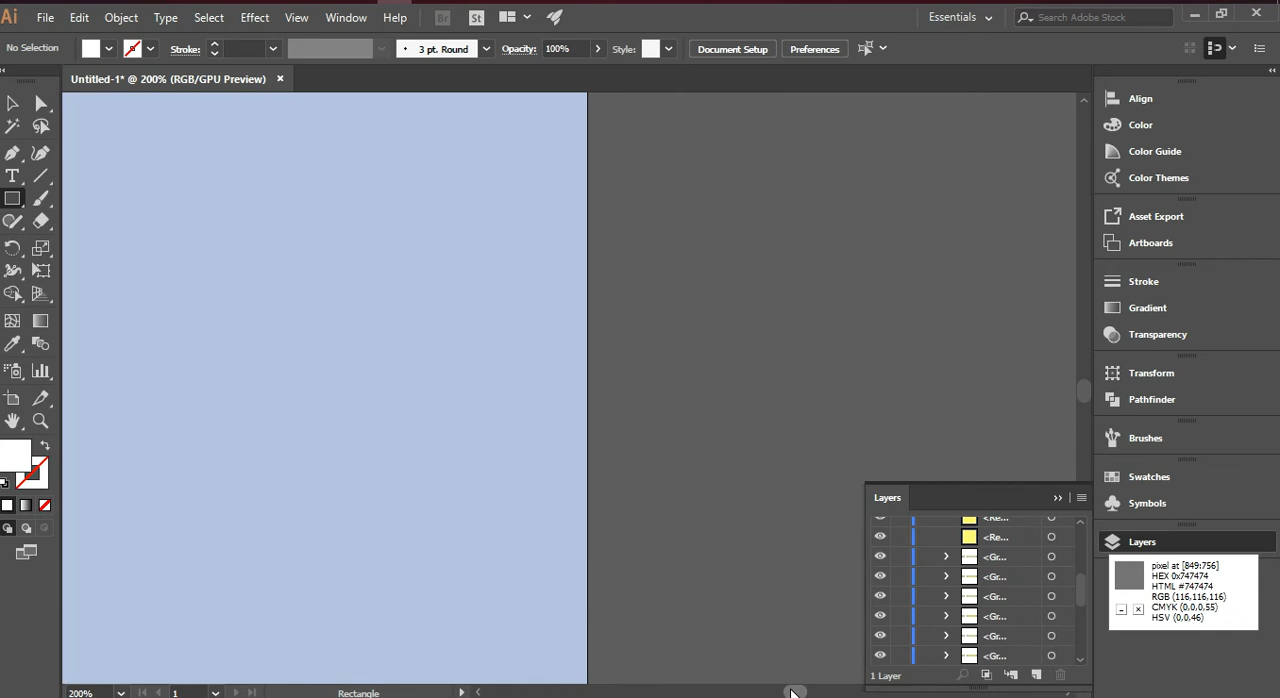 Ai File Edit Object Type Select Effect View Window Help Br St Essentials Search Adobe Stock
No Selection Stroke: 3 pt. Round Opacity: 100% Style: Document Setup Preferences
Untitled-1* @ 200% (RGB/GPU Preview) ×
Align
Color
Color Guide
Color Themes
Asset Export
Artboards
Stroke
Gradient
Transparency
Transform
Pathfinder
Brushes
Swatches
Symbols
Layers
Layers
<Re...
<Re...
<Gr...
<Gr...
<Gr...
<Gr...
<Gr...
<Gr...
1 Layer
pixel at [849:756]
HEX 0x747474
HTML #747474
RGB (116,116,116)
CMYK (0,0,0,55)
HSV (0,0,46)
200% 1 Rectangle